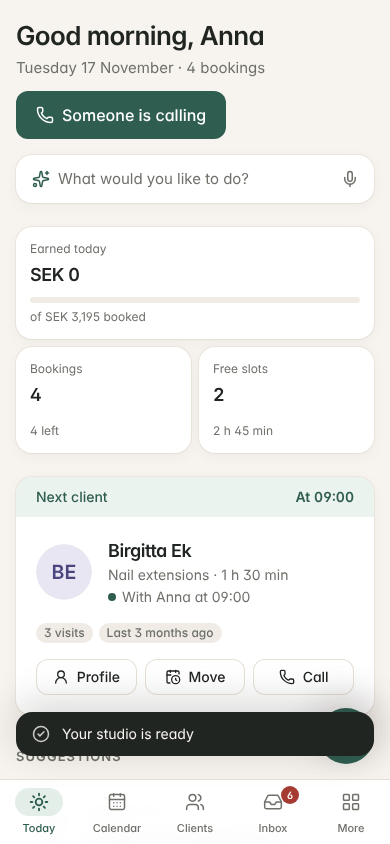 Good morning, Anna
Tuesday 17 November · 4 bookings
Someone is calling
What would you like to do?
Earned today
SEK 0
of SEK 3,195 booked
Bookings
4
4 left
Free slots
2
2 h 45 min
Next client
At 09:00
BE
Birgitta Ek
Nail extensions · 1 h 30 min
With Anna at 09:00
3 visits
Last 3 months ago
Profile
Move
Call
Your studio is ready
SUGGESTIONS
6
Today
Calendar
Clients
Inbox
More